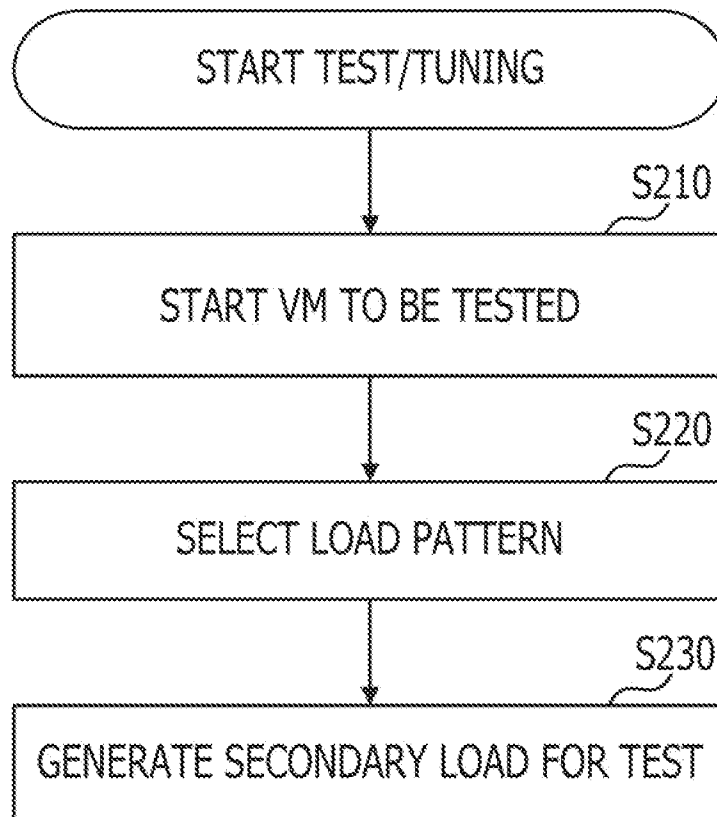 START TEST/TUNING
S210
START VM TO BE TESTED
S220
SELECT LOAD PATTERN
S230
GENERATE SECONDARY LOAD FOR TEST